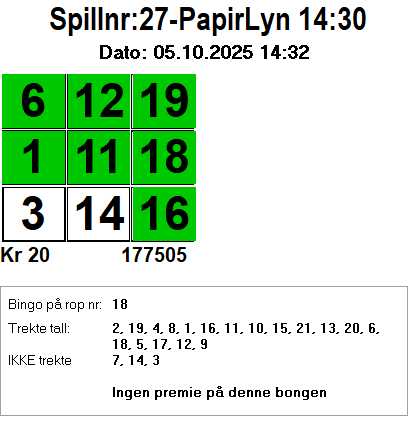 Spillnr:27-PapirLyn 14:30
Dato: 05.10.2025 14:32
6 12 19
1 11 18
3 14 16
Kr 20 177505
Bingo på rop nr: 18
Trekte tall: 2, 19, 4, 8, 1, 16, 11, 10, 15, 21, 13, 20, 6,
18, 5, 17, 12, 9
IKKE trekte 7, 14, 3
Ingen premie på denne bongen